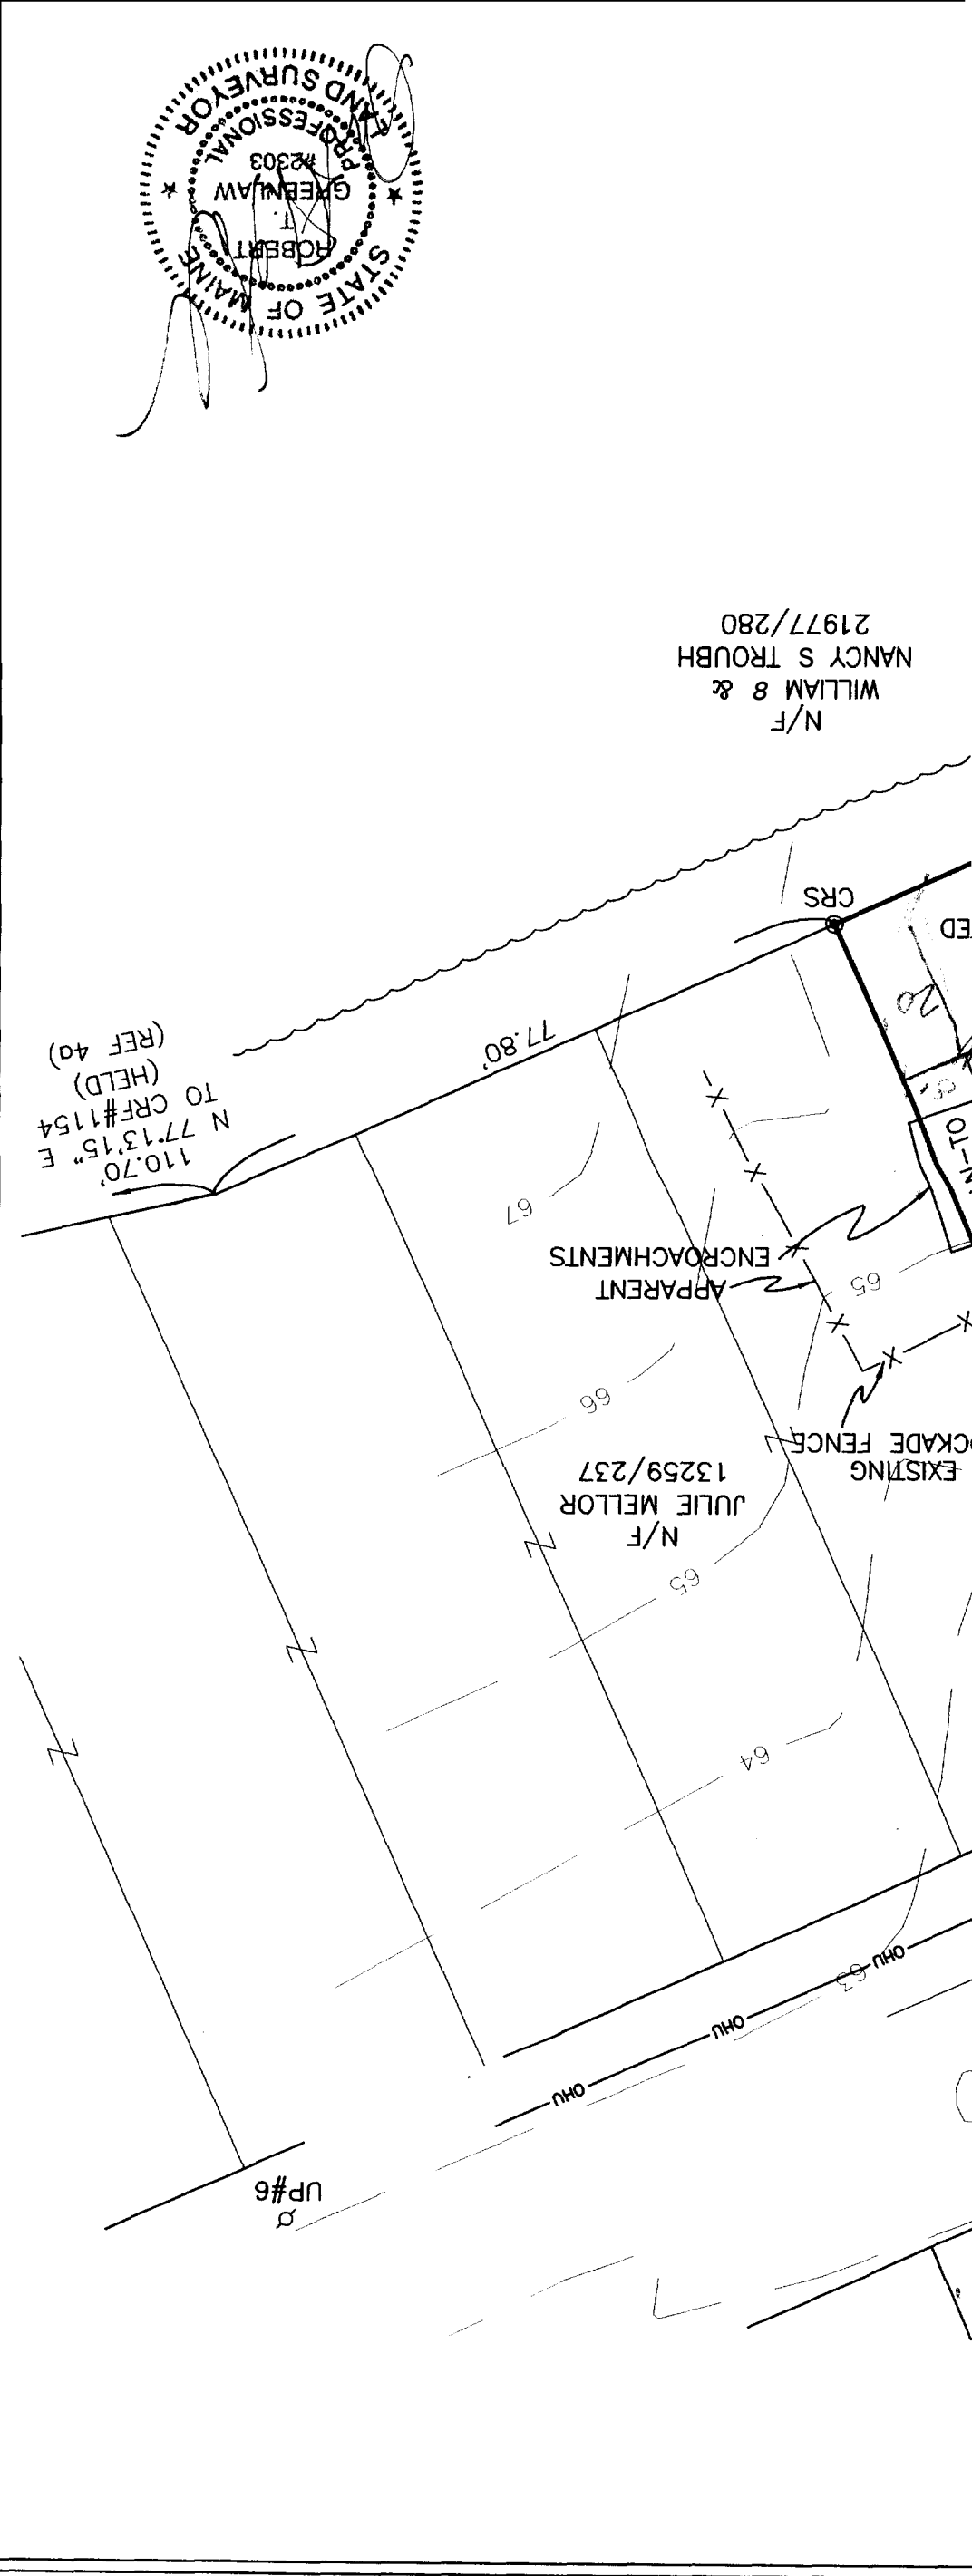 UP#6
OHU
OHU
OHU
63
64
65
N/F
JULIE MELLOR
13259/237
EXISTING
CKADE FENCE
66
APPARENT
ENCROACHMENTS
65
67
110.70'
N 77°13'15" E
TO CRF#1154
(HELD)
(REF 4a)
77.80'
20
CRS
N/F
WILLIAM 8 &
NANCY S TROUBH
21977/280
STATE OF MAINE
ROBERT
T.
GREENLAW
#2303
PROFESSIONAL
LAND SURVEYOR